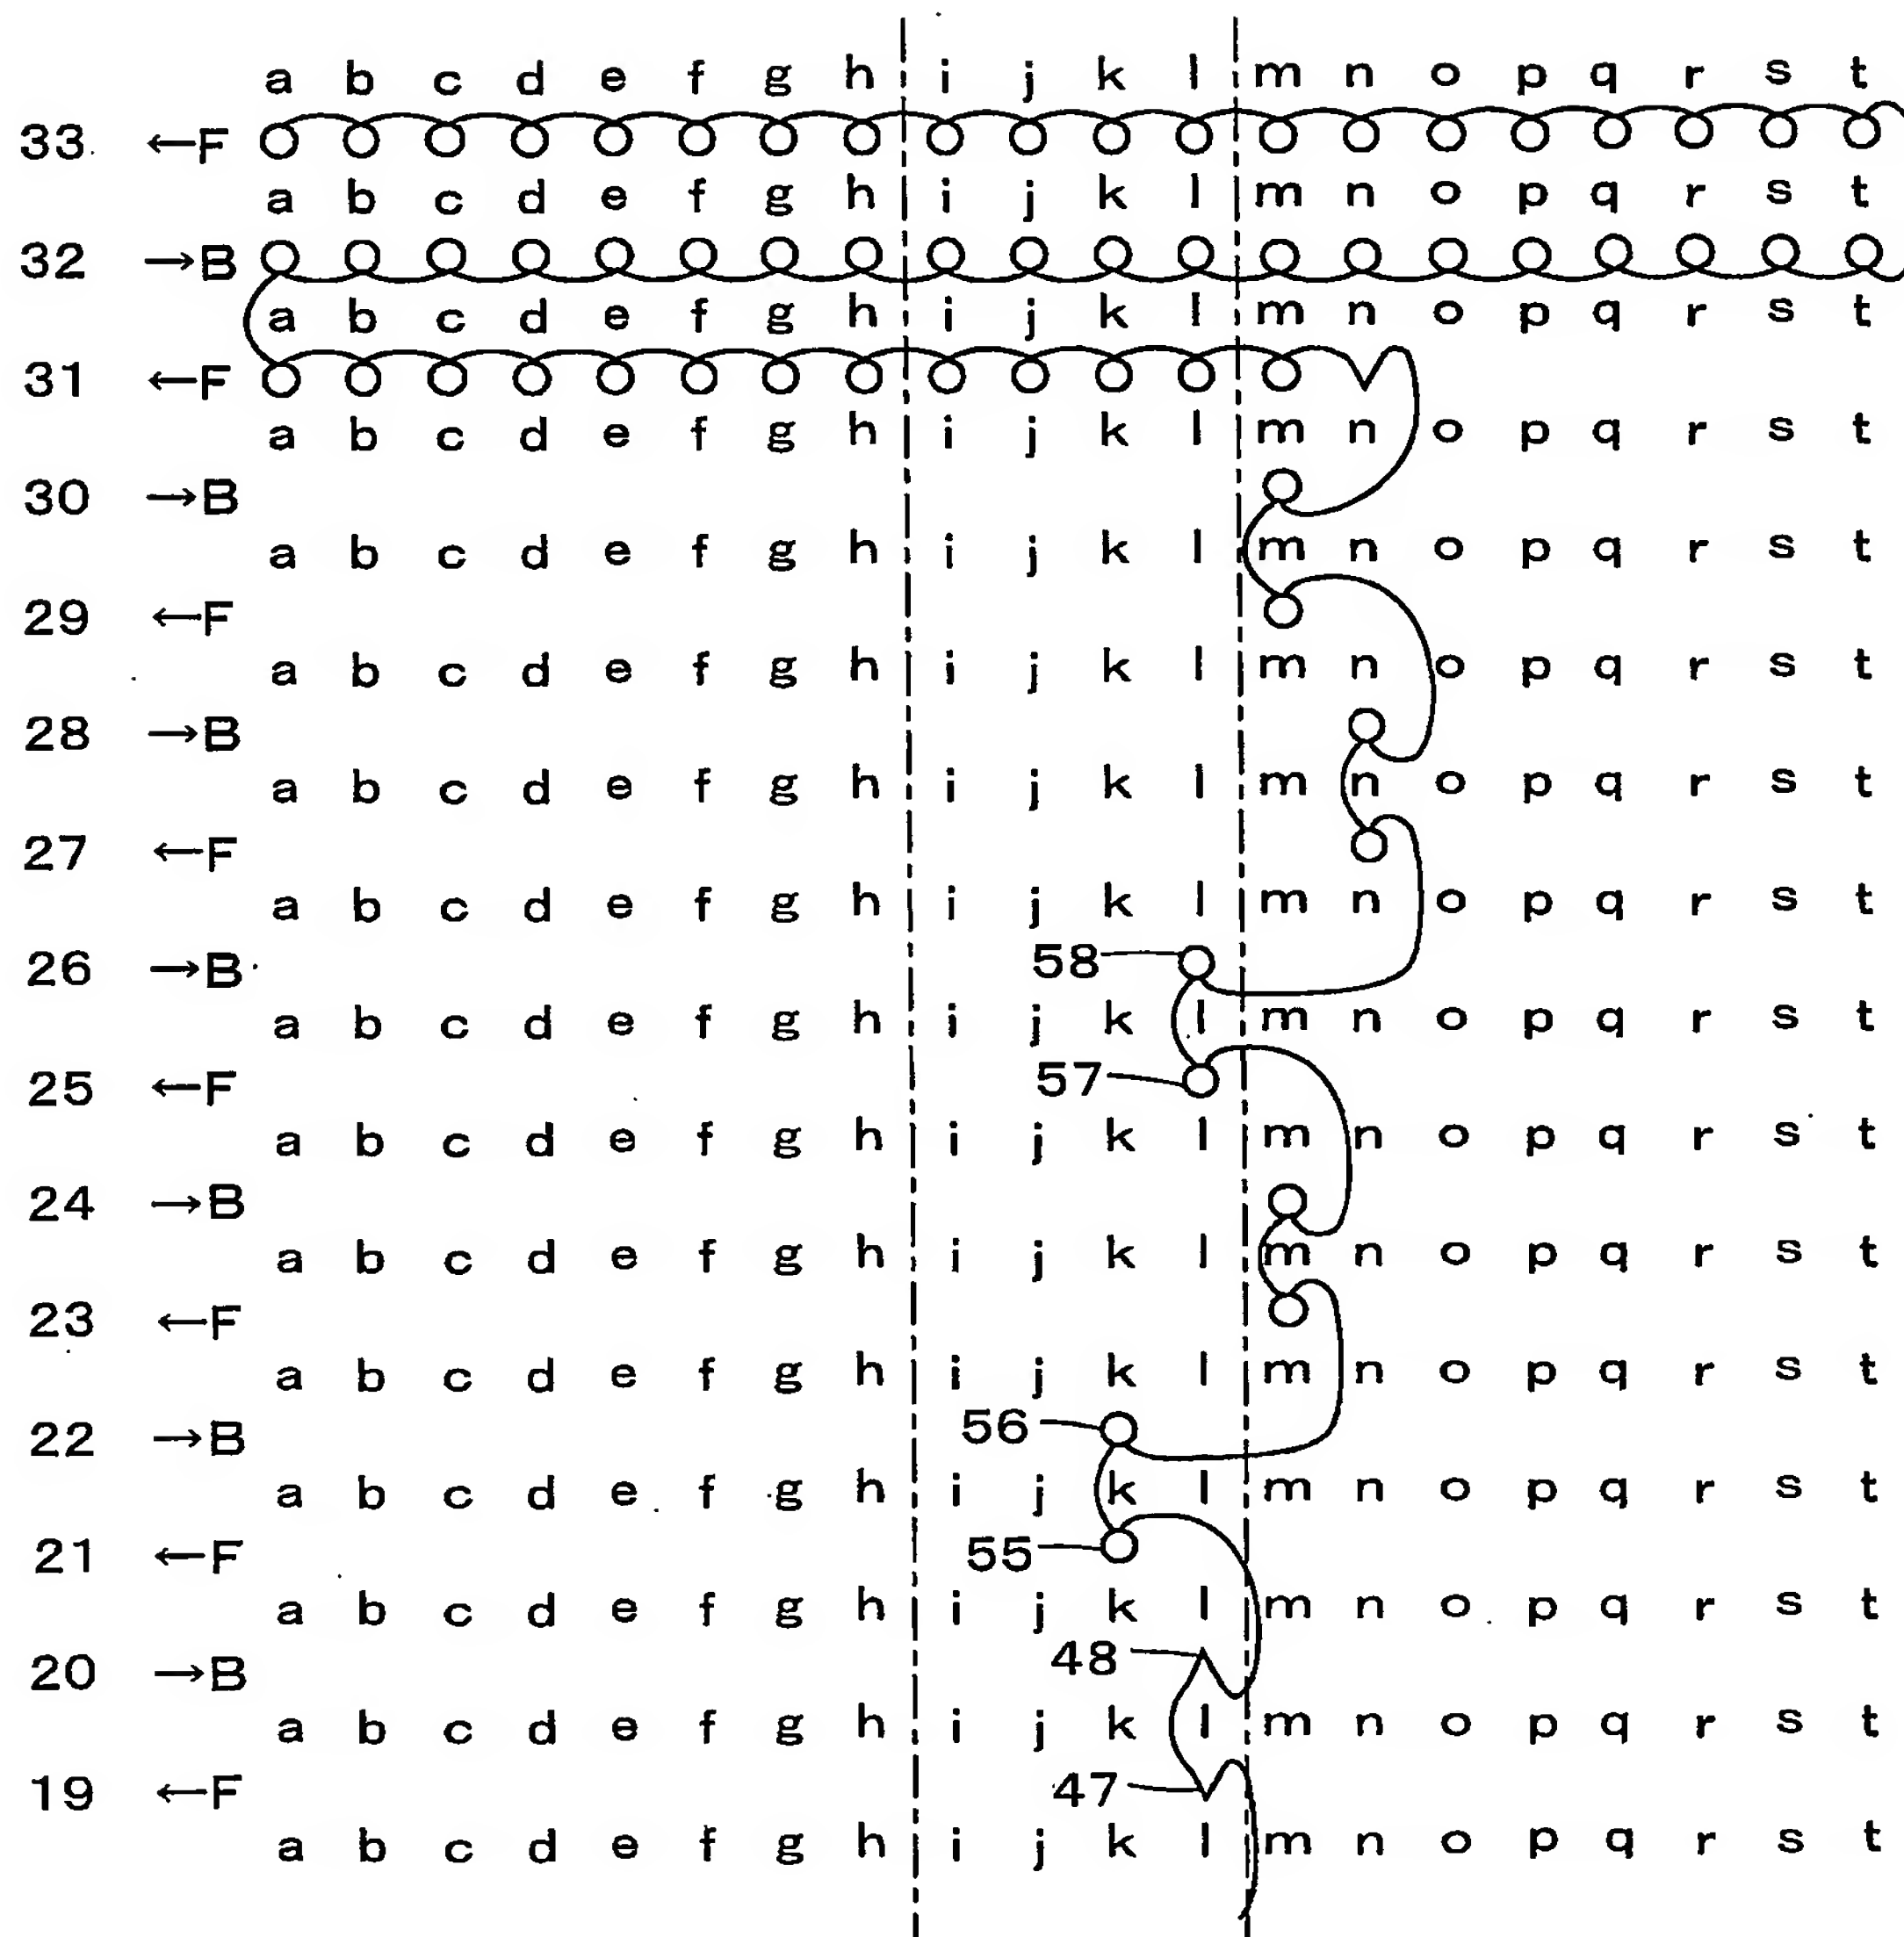 a b c d e f g h i j k l m n o p q r s t
33 ←F
a b c d e f g h i j k l m n o p q r s t
32 →B
a b c d e f g h i j k l m n o p q r s t
31 ←F
a b c d e f g h i j k l m n o p q r s t
30 →B
a b c d e f g h i j k l m n o p q r s t
29 ←F
a b c d e f g h i j k l m n o p q r s t
28 →B
a b c d e f g h i j k l m n o p q r s t
27 ←F
a b c d e f g h i j k l m n o p q r s t
26 →B 58
a b c d e f g h i j k l m n o p q r s t
25 ←F 57
a b c d e f g h i j k l m n o p q r s t
24 →B
a b c d e f g h i j k l m n o p q r s t
23 ←F
a b c d e f g h i j k l m n o p q r s t
22 →B 56
a b c d e f g h i j k l m n o p q r s t
21 ←F 55
a b c d e f g h i j k l m n o p q r s t
20 →B 48
a b c d e f g h i j k l m n o p q r s t
19 ←F 47
a b c d e f g h i j k l m n o p q r s t